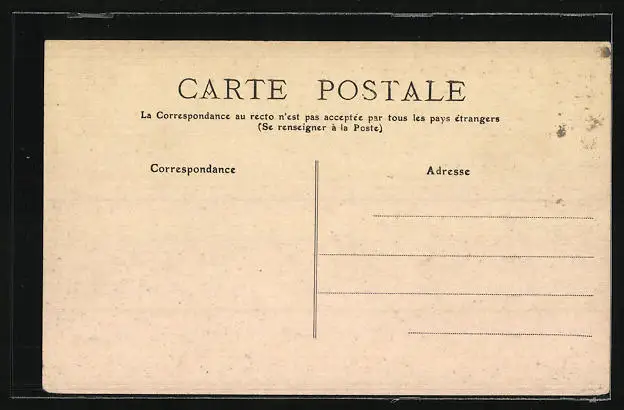 CARTE POSTALE
La Correspondance au recto n'est pas acceptée par tous les pays étrangers
(Se renseigner à la Poste)
Correspondance
Adresse